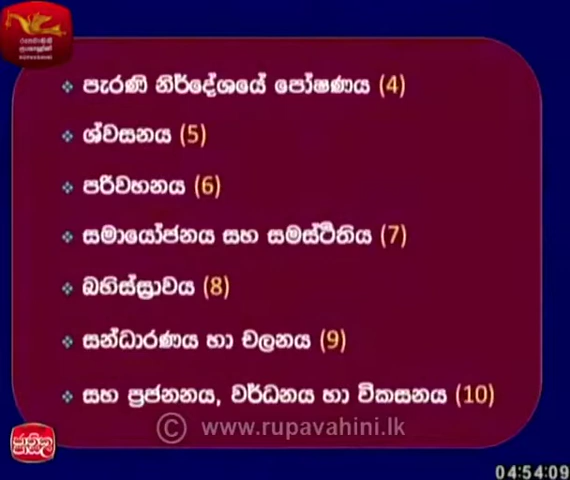 පැරණි නිර්දේශයේ පෝෂණය (4)
ශ්වසනය (5)
පරිවහනය (6)
සමායෝජනය සහ සමස්ථිතිය (7)
බහිස්ස්‍රාවය (8)
සන්ධාරණය හා චලනය (9)
සහ ප්‍රජනනය, වර්ධනය හා විකසනය (10)
© www.rupavahini.lk
ජාතික
පාසල
04:54:09